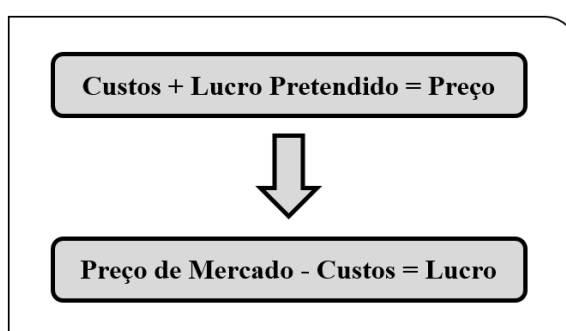 Custos + Lucro Pretendido = Preço
Preço de Mercado - Custos = Lucro